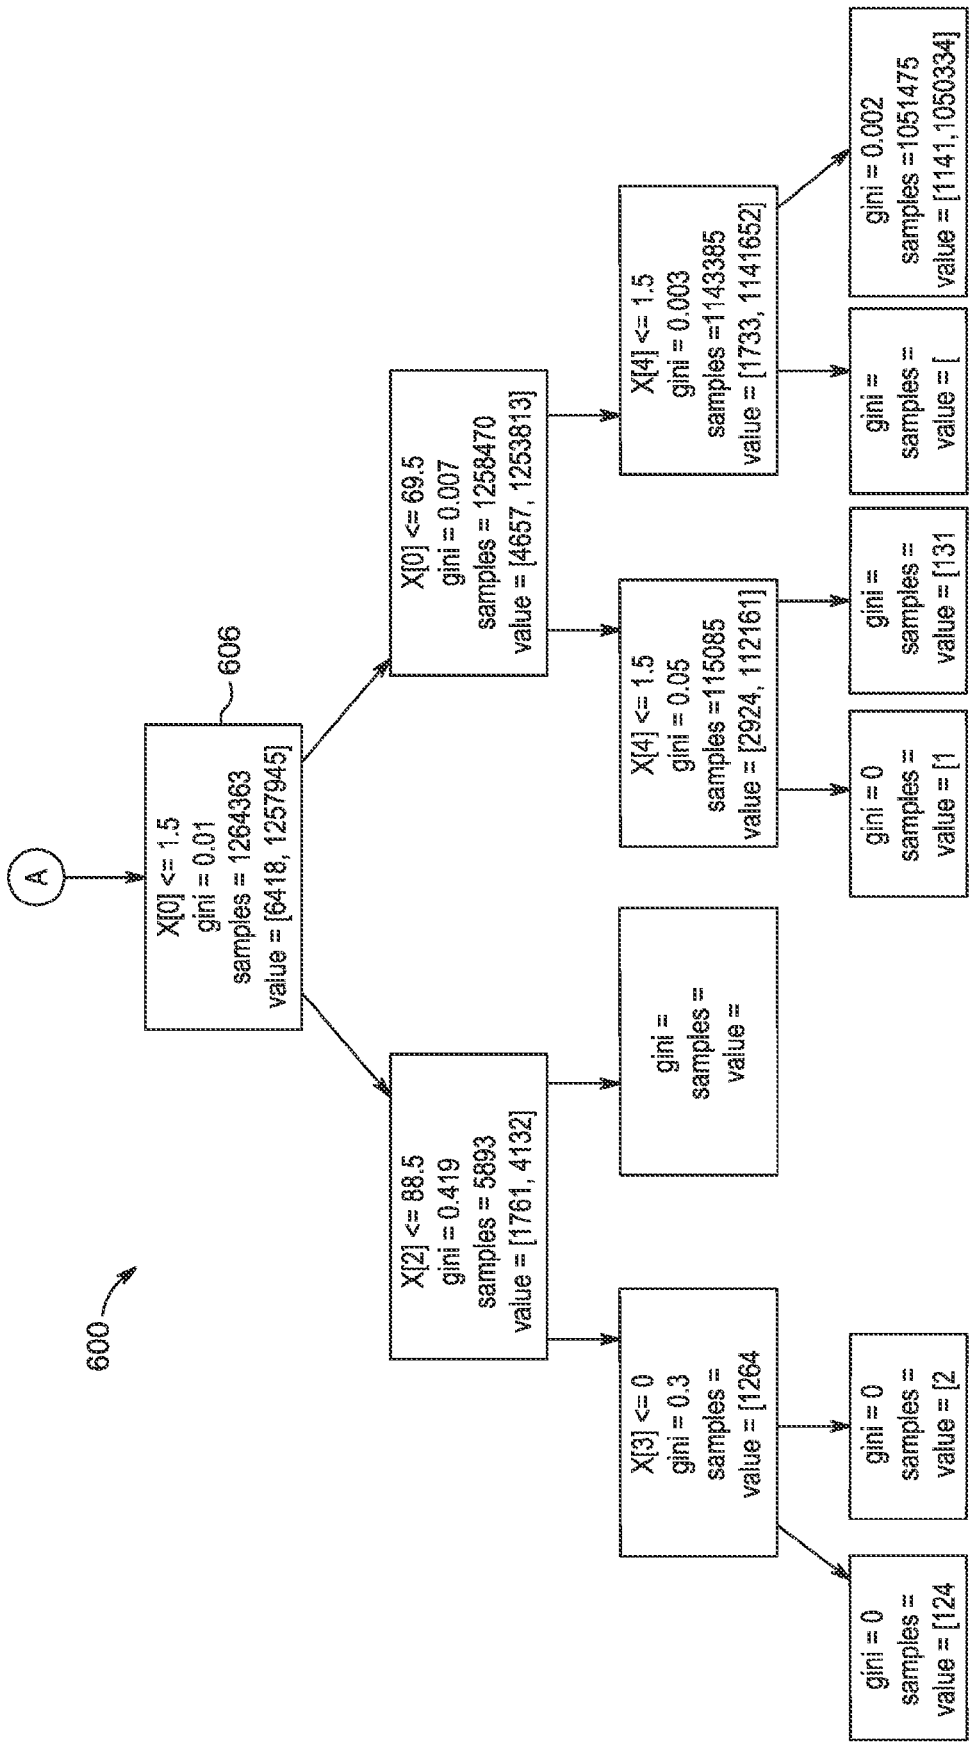 600
A
606
X[0] <= 1.5
gini = 0.01
samples = 1264363
value = [6418, 1257945]
X[2] <= 88.5
gini = 0.419
samples = 5893
value = [1761, 4132]
X[0] <= 69.5
gini = 0.007
samples = 1258470
value = [4657, 1253813]
X[3] <= 0
gini = 0.3
samples =
value = [1264
gini =
samples =
value =
X[4] <= 1.5
gini = 0.05
samples =115085
value = [2924, 112161]
X[4] <= 1.5
gini = 0.003
samples =1143385
value = [1733, 1141652]
gini = 0
samples =
value = [124
gini = 0
samples =
value = [2
gini = 0
samples =
value = [1
gini =
samples =
value = [131
gini =
samples =
value = [
gini = 0.002
samples =1051475
value = [1141,1050334]